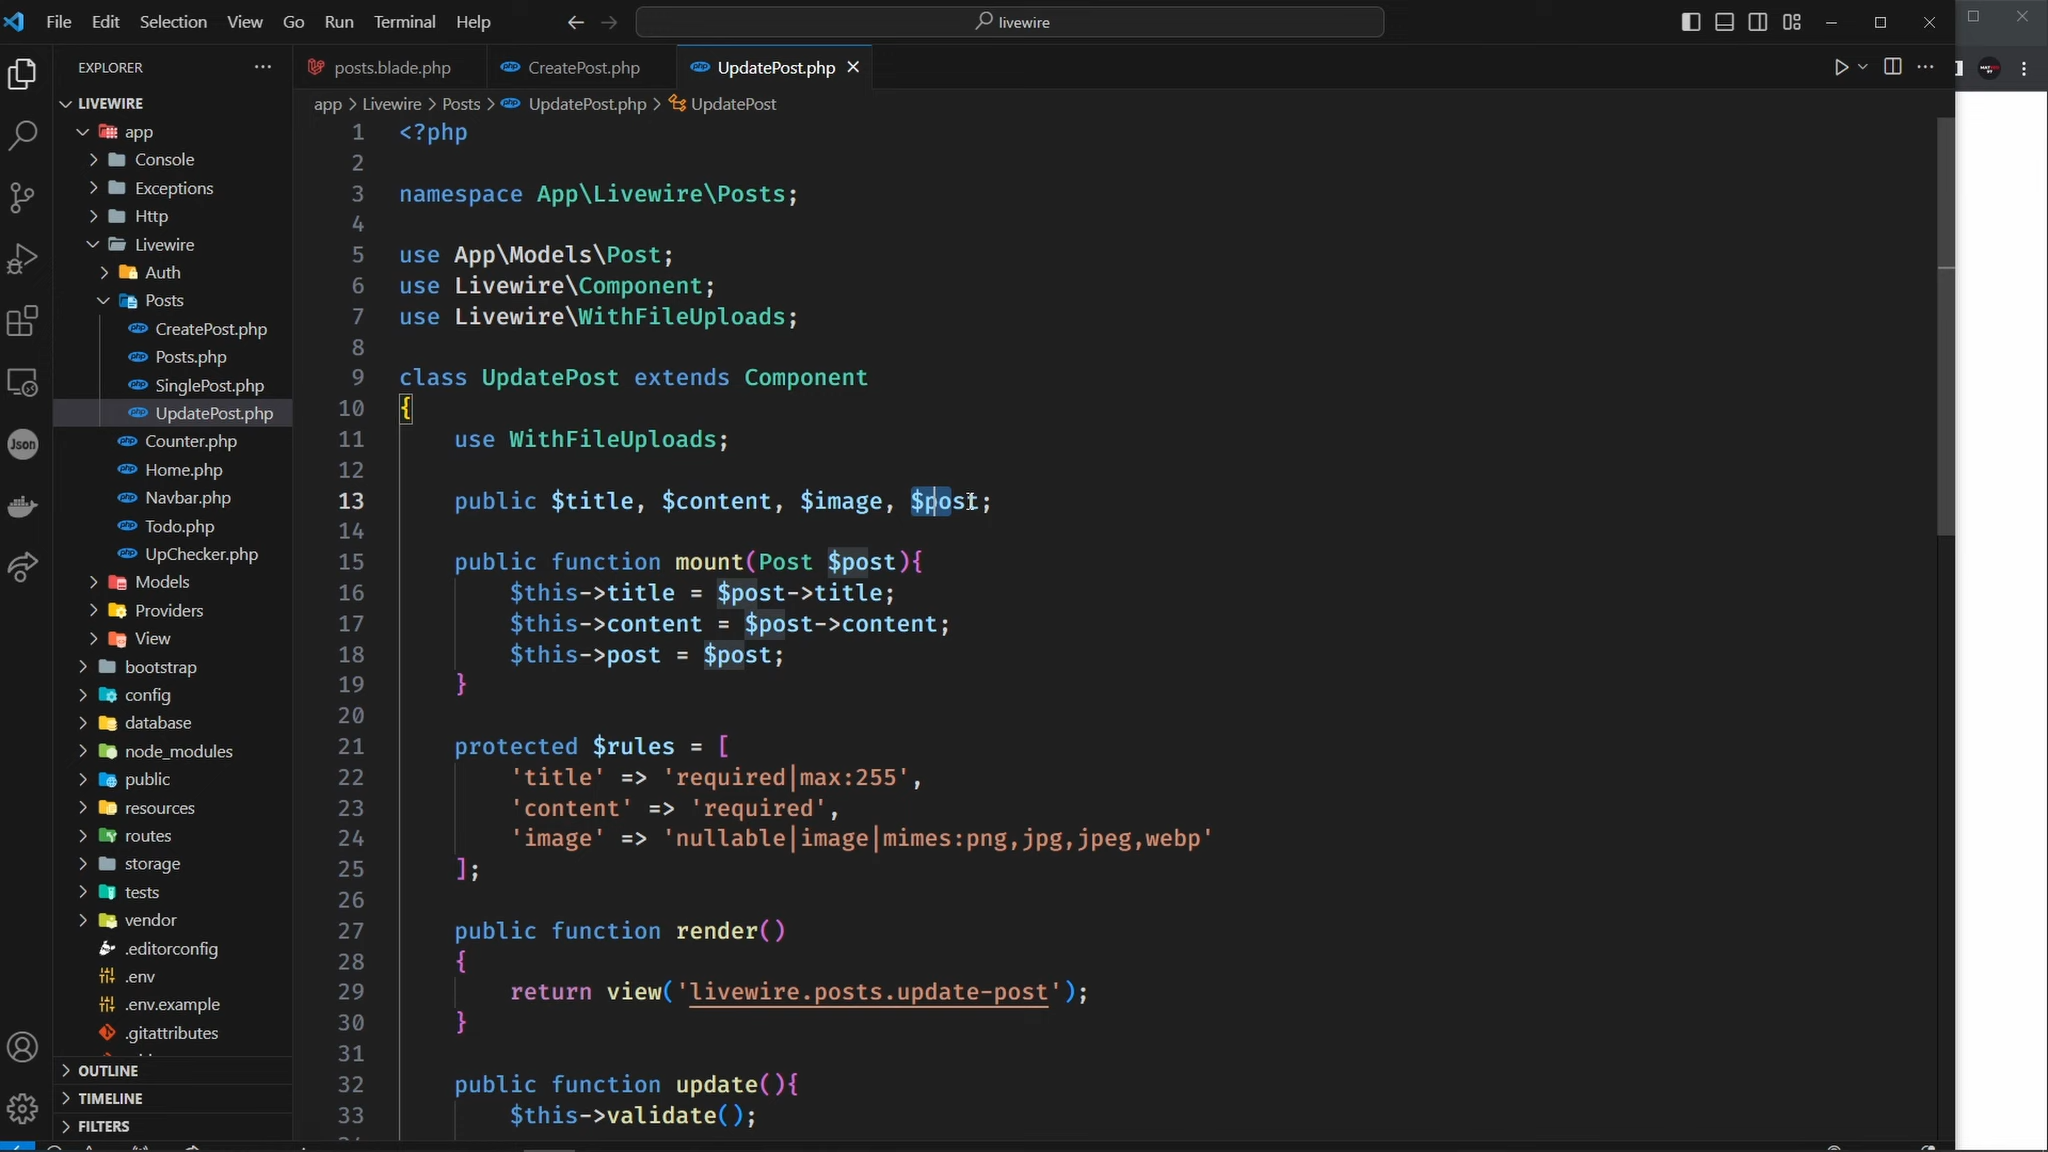 File Edit Selection View Go Run Terminal Help
livewire
EXPLORER
posts.blade.php
CreatePost.php
UpdatePost.php
app > Livewire > Posts > UpdatePost.php > UpdatePost
LIVEWIRE
app
Console
Exceptions
Http
Livewire
Auth
Posts
CreatePost.php
Posts.php
SinglePost.php
UpdatePost.php
Counter.php
Home.php
Navbar.php
Todo.php
UpChecker.php
Models
Providers
View
bootstrap
config
database
node_modules
public
resources
routes
storage
tests
vendor
.editorconfig
.env
.env.example
.gitattributes
OUTLINE
TIMELINE
FILTERS
Json
1 <?php
2
3 namespace App\Livewire\Posts;
4
5 use App\Models\Post;
6 use Livewire\Component;
7 use Livewire\WithFileUploads;
8
9 class UpdatePost extends Component
10 {
11 use WithFileUploads;
12
13 public $title, $content, $image, $post;
14
15 public function mount(Post $post){
16 $this->title = $post->title;
17 $this->content = $post->content;
18 $this->post = $post;
19 }
20
21 protected $rules = [
22 'title' => 'required|max:255',
23 'content' => 'required',
24 'image' => 'nullable|image|mimes:png,jpg,jpeg,webp'
25 ];
26
27 public function render()
28 {
29 return view('livewire.posts.update-post');
30 }
31
32 public function update(){
33 $this->validate();